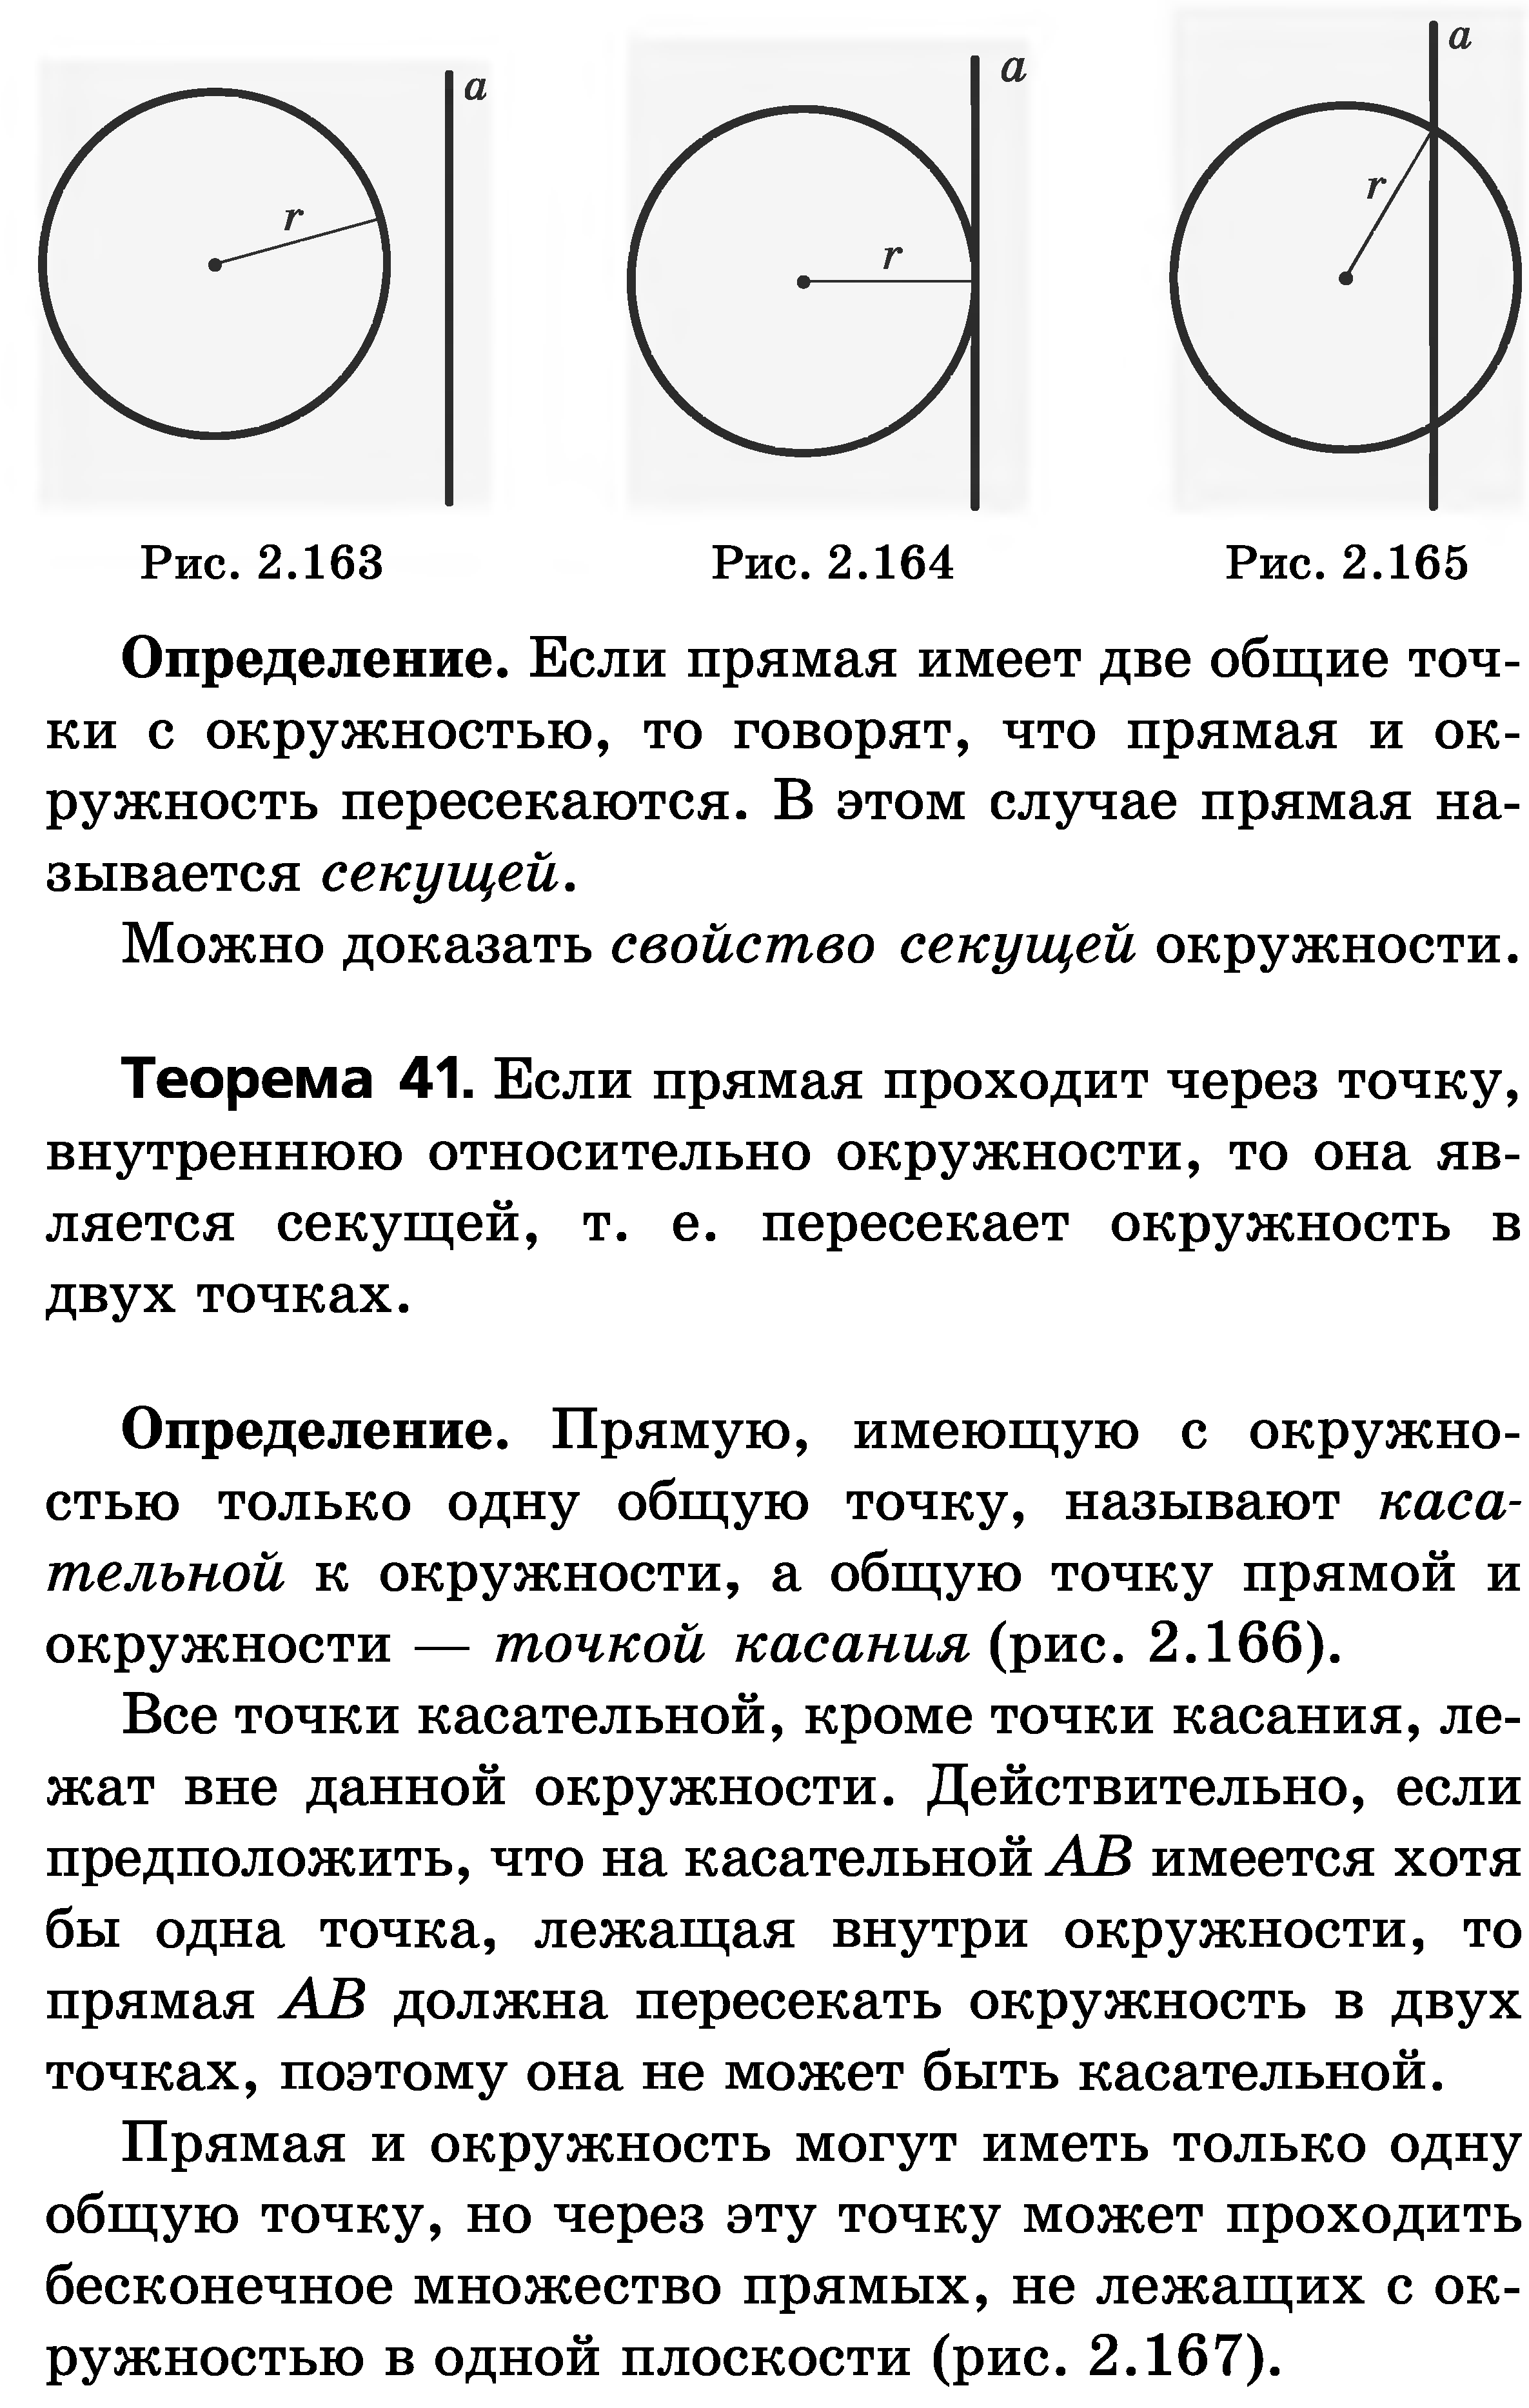 a
a
a
r
r
r
Рис. 2.163
Рис. 2.164
Рис. 2.165
Определение. Если прямая имеет две общие точ-
ки с окружностью, то говорят, что прямая и ок-
ружность пересекаются. В этом случае прямая на-
зывается секущей.
Можно доказать свойство секущей окружности.
Теорема 41. Если прямая проходит через точку,
внутреннюю относительно окружности, то она яв-
ляется секущей, т. е. пересекает окружность в
двух точках.
Определение. Прямую, имеющую с окружно-
стью только одну общую точку, называют каса-
тельной к окружности, а общую точку прямой и
окружности — точкой касания (рис. 2.166).
Все точки касательной, кроме точки касания, ле-
жат вне данной окружности. Действительно, если
предположить, что на касательной AB имеется хотя
бы одна точка, лежащая внутри окружности, то
прямая AB должна пересекать окружность в двух
точках, поэтому она не может быть касательной.
Прямая и окружность могут иметь только одну
общую точку, но через эту точку может проходить
бесконечное множество прямых, не лежащих с ок-
ружностью в одной плоскости (рис. 2.167).